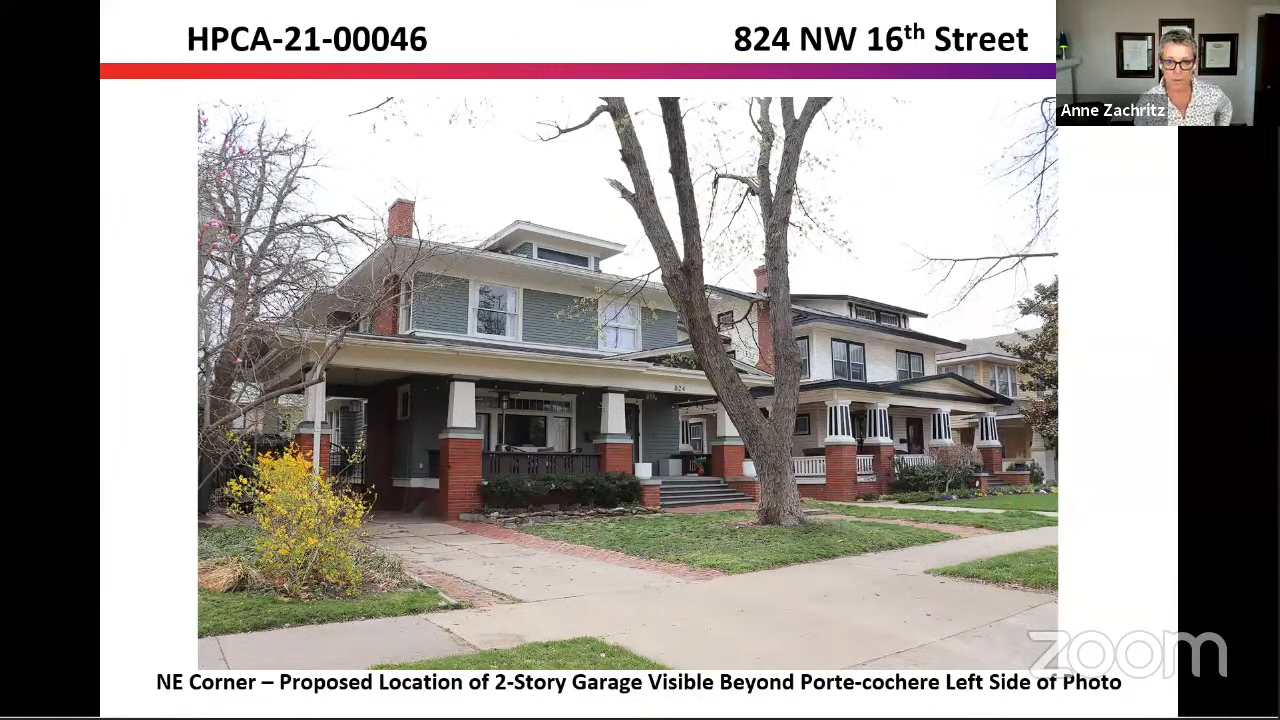 HPCA-21-00046 824 NW 16th Street
Anne Zachritz
824
zoom
NE Corner – Proposed Location of 2-Story Garage Visible Beyond Porte-cochere Left Side of Photo